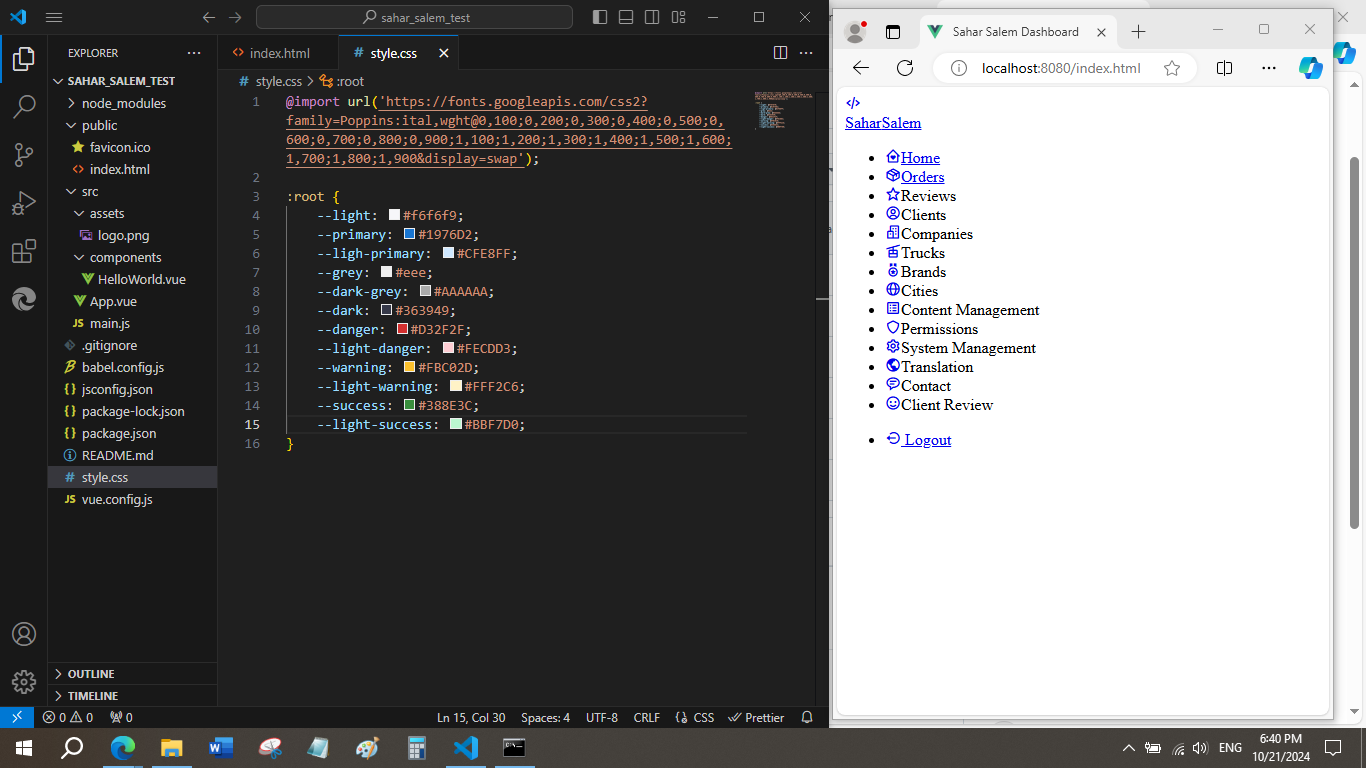 sahar_salem_test
EXPLORER
SAHAR_SALEM_TEST
node_modules
public
favicon.ico
index.html
src
assets
logo.png
components
HelloWorld.vue
App.vue
JS main.js
.gitignore
babel.config.js
{} jsconfig.json
{} package-lock.json
{} package.json
README.md
# style.css
JS vue.config.js
OUTLINE
TIMELINE
index.html
# style.css
# style.css > :root
1 @import url('https://fonts.googleapis.com/css2?
family=Poppins:ital,wght@0,100;0,200;0,300;0,400;0,500;0,
600;0,700;0,800;0,900;1,100;1,200;1,300;1,400;1,500;1,600;
1,700;1,800;1,900&display=swap');
2
3 :root {
4 --light: #f6f6f9;
5 --primary: #1976D2;
6 --ligh-primary: #CFE8FF;
7 --grey: #eee;
8 --dark-grey: #AAAAAA;
9 --dark: #363949;
10 --danger: #D32F2F;
11 --light-danger: #FECDD3;
12 --warning: #FBC02D;
13 --light-warning: #FFF2C6;
14 --success: #388E3C;
15 --light-success: #BBF7D0;
16 }
0 0 0
Ln 15, Col 30 Spaces: 4 UTF-8 CRLF {} CSS Prettier
Sahar Salem Dashboard
localhost:8080/index.html
SaharSalem
Home
Orders
Reviews
Clients
Companies
Trucks
Brands
Cities
Content Management
Permissions
System Management
Translation
Contact
Client Review
Logout
ENG
6:40 PM
10/21/2024